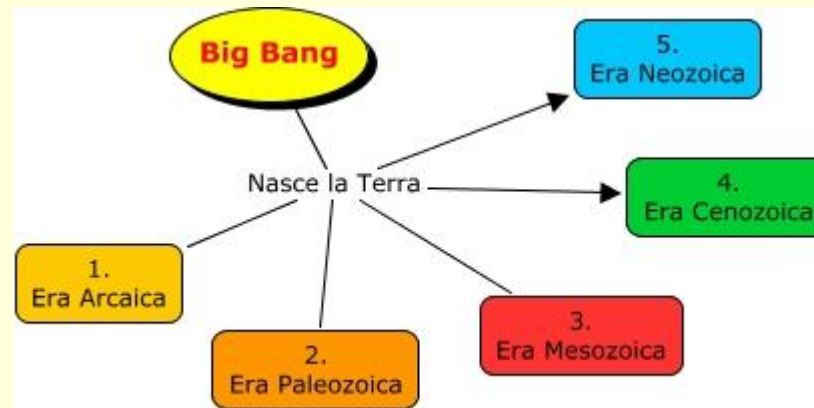 Big Bang
Nasce la Terra
1.
Era Arcaica
2.
Era Paleozoica
3.
Era Mesozoica
4.
Era Cenozoica
5.
Era Neozoica